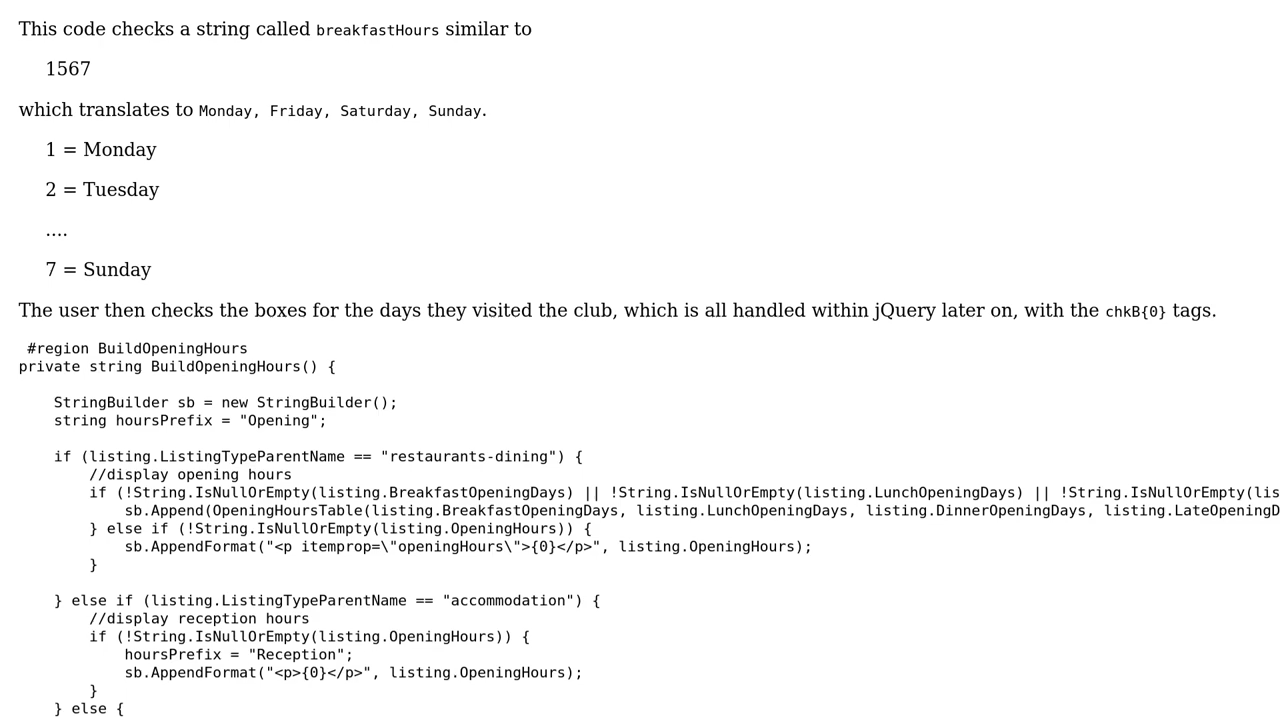 This code checks a string called breakfastHours similar to
1567
which translates to Monday, Friday, Saturday, Sunday.
1 = Monday
2 = Tuesday
....
7 = Sunday
The user then checks the boxes for the days they visited the club, which is all handled within jQuery later on, with the chkB{0} tags.
#region BuildOpeningHours
private string BuildOpeningHours() {
StringBuilder sb = new StringBuilder();
string hoursPrefix = "Opening";
if (listing.ListingTypeParentName == "restaurants-dining") {
//display opening hours
if (!String.IsNullOrEmpty(listing.BreakfastOpeningDays) || !String.IsNullOrEmpty(listing.LunchOpeningDays) || !String.IsNullOrEmpty(lis
sb.Append(OpeningHoursTable(listing.BreakfastOpeningDays, listing.LunchOpeningDays, listing.DinnerOpeningDays, listing.LateOpeningD
} else if (!String.IsNullOrEmpty(listing.OpeningHours)) {
sb.AppendFormat("<p itemprop=\"openingHours\">{0}</p>", listing.OpeningHours);
}
} else if (listing.ListingTypeParentName == "accommodation") {
//display reception hours
if (!String.IsNullOrEmpty(listing.OpeningHours)) {
hoursPrefix = "Reception";
sb.AppendFormat("<p>{0}</p>", listing.OpeningHours);
}
} else {